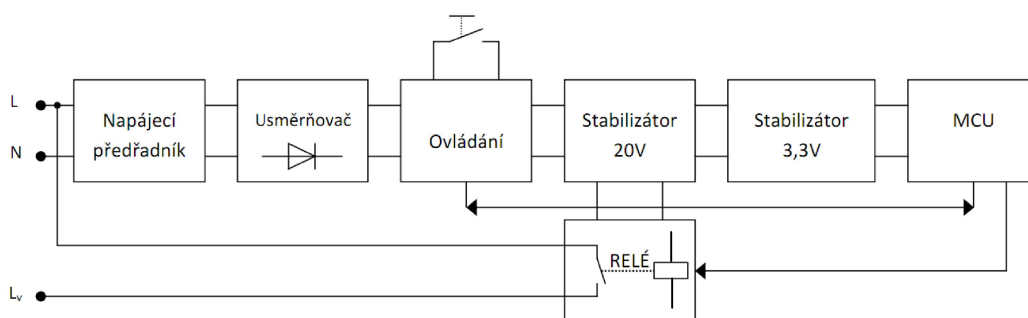 L
N
Lᵥ
Napájecí
předřadník
Usměrňovač
Ovládání
Stabilizátor
20V
Stabilizátor
3,3V
MCU
RELÉ